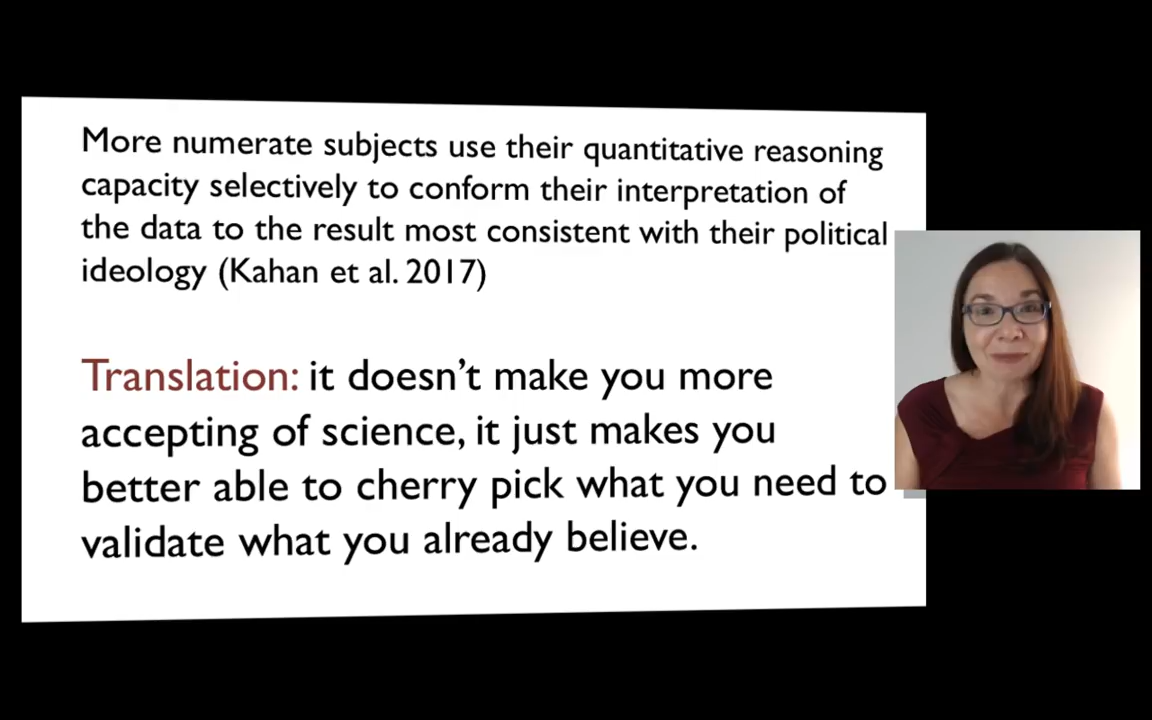 More numerate subjects use their quantitative reasoning
capacity selectively to conform their interpretation of
the data to the result most consistent with their political
ideology (Kahan et al. 2017)
Translation: it doesn’t make you more
accepting of science, it just makes you
better able to cherry pick what you need to
validate what you already believe.